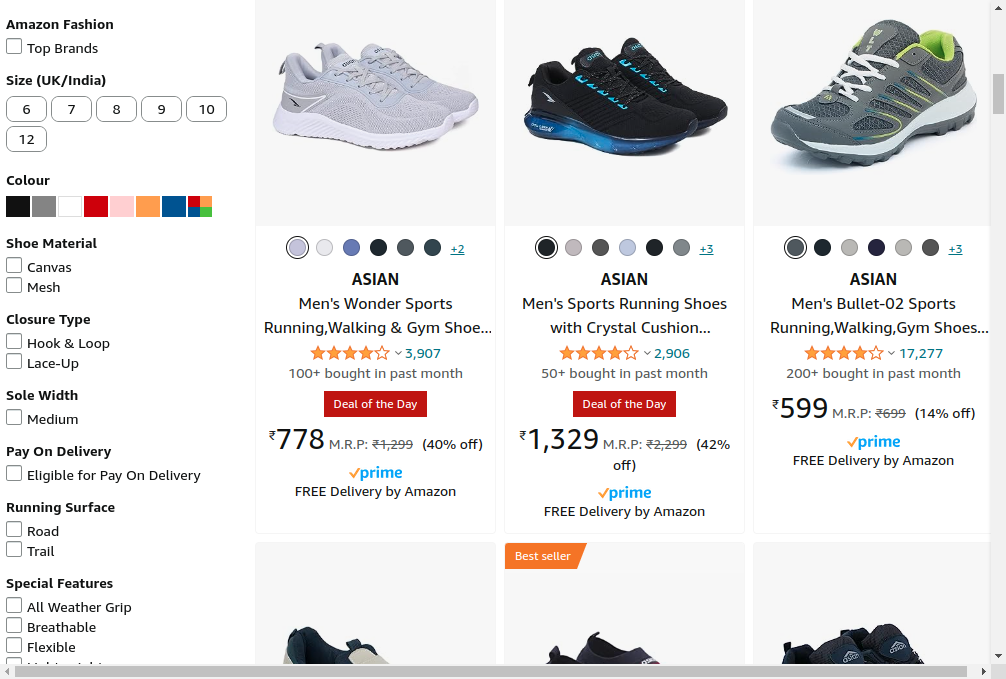 Amazon Fashion
Top Brands
Size (UK/India)
6 7 8 9 10
12
Colour
Shoe Material
Canvas
Mesh
Closure Type
Hook & Loop
Lace-Up
Sole Width
Medium
Pay On Delivery
Eligible for Pay On Delivery
Running Surface
Road
Trail
Special Features
All Weather Grip
Breathable
Flexible
+2
ASIAN
Men's Wonder Sports
Running,Walking & Gym Shoe...
3,907
100+ bought in past month
Deal of the Day
₹778 M.R.P: ₹1,299 (40% off)
prime
FREE Delivery by Amazon
+3
ASIAN
Men's Sports Running Shoes
with Crystal Cushion...
2,906
50+ bought in past month
Deal of the Day
₹1,329 M.R.P: ₹2,299 (42%
off)
prime
FREE Delivery by Amazon
+3
ASIAN
Men's Bullet-02 Sports
Running,Walking,Gym Shoes...
17,277
200+ bought in past month
₹599 M.R.P: ₹699 (14% off)
prime
FREE Delivery by Amazon
Best seller